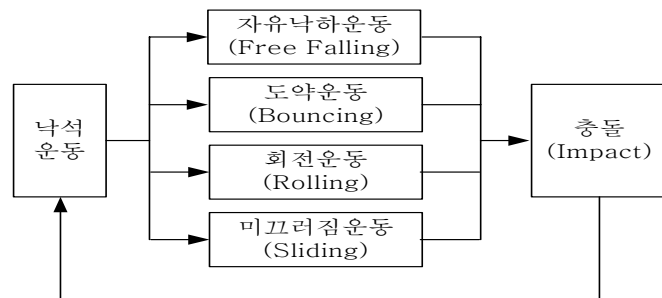 자유낙하운동
(Free Falling)
도약운동
(Bouncing)
낙석
운동
충돌
(Impact)
회전운동
(Rolling)
미끄러짐운동
(Sliding)